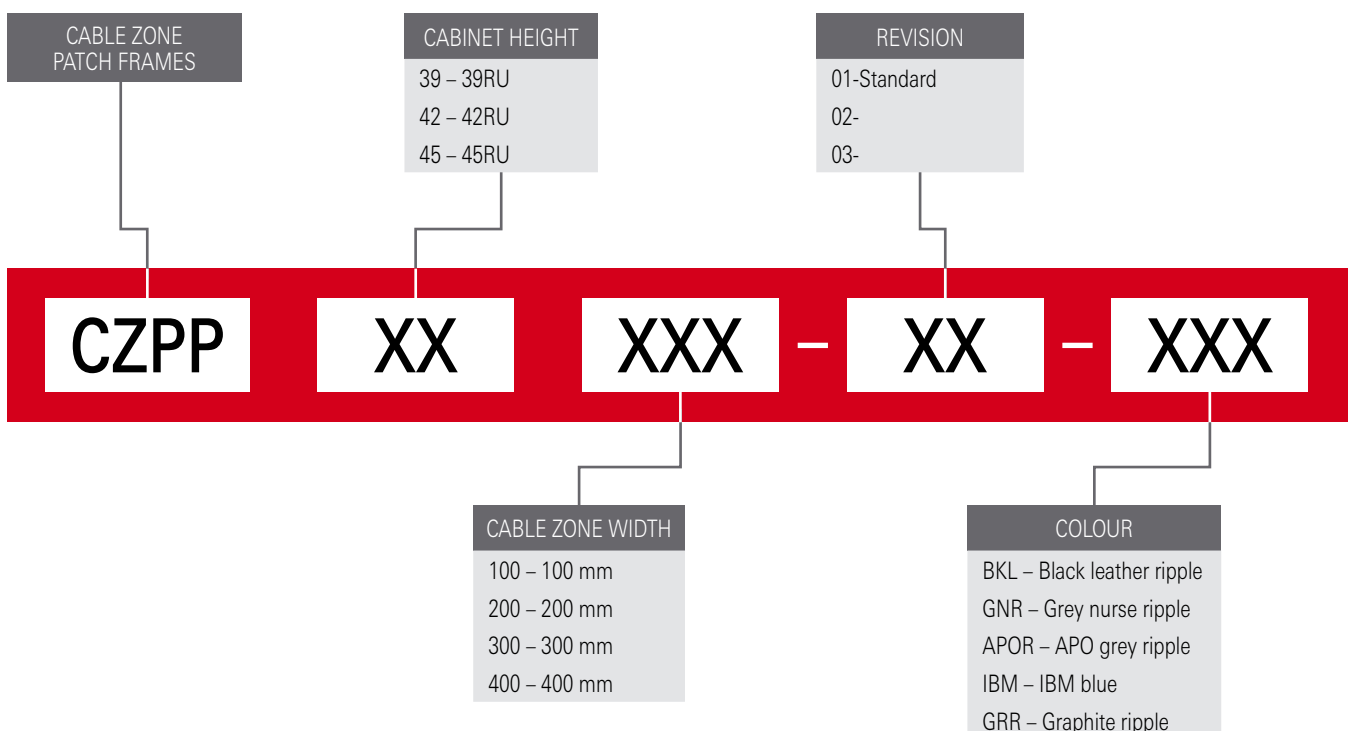 CABLE ZONE
PATCH FRAMES
CABINET HEIGHT
39 – 39RU
42 – 42RU
45 – 45RU
REVISION
01-Standard
02-
03-
CZPP XX XXX – XX – XXX
CABLE ZONE WIDTH
100 – 100 mm
200 – 200 mm
300 – 300 mm
400 – 400 mm
COLOUR
BKL – Black leather ripple
GNR – Grey nurse ripple
APOR – APO grey ripple
IBM – IBM blue
GRR – Graphite ripple